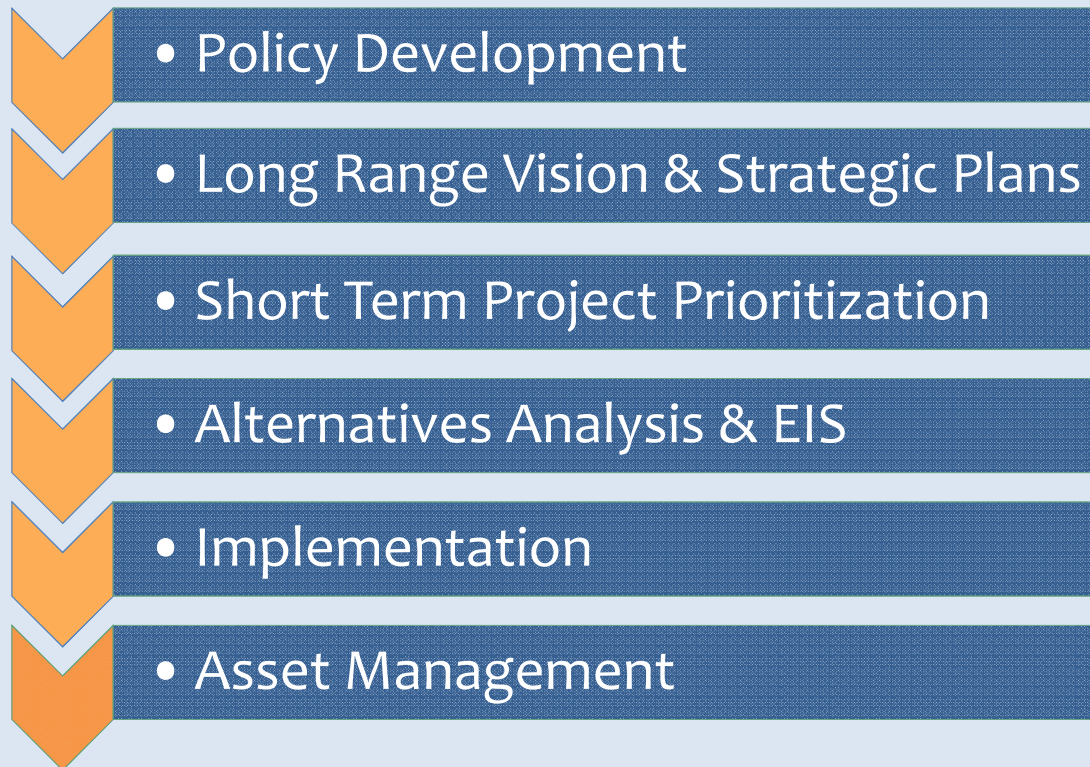 • Policy Development
• Long Range Vision & Strategic Plans
• Short Term Project Prioritization
• Alternatives Analysis & EIS
• Implementation
• Asset Management